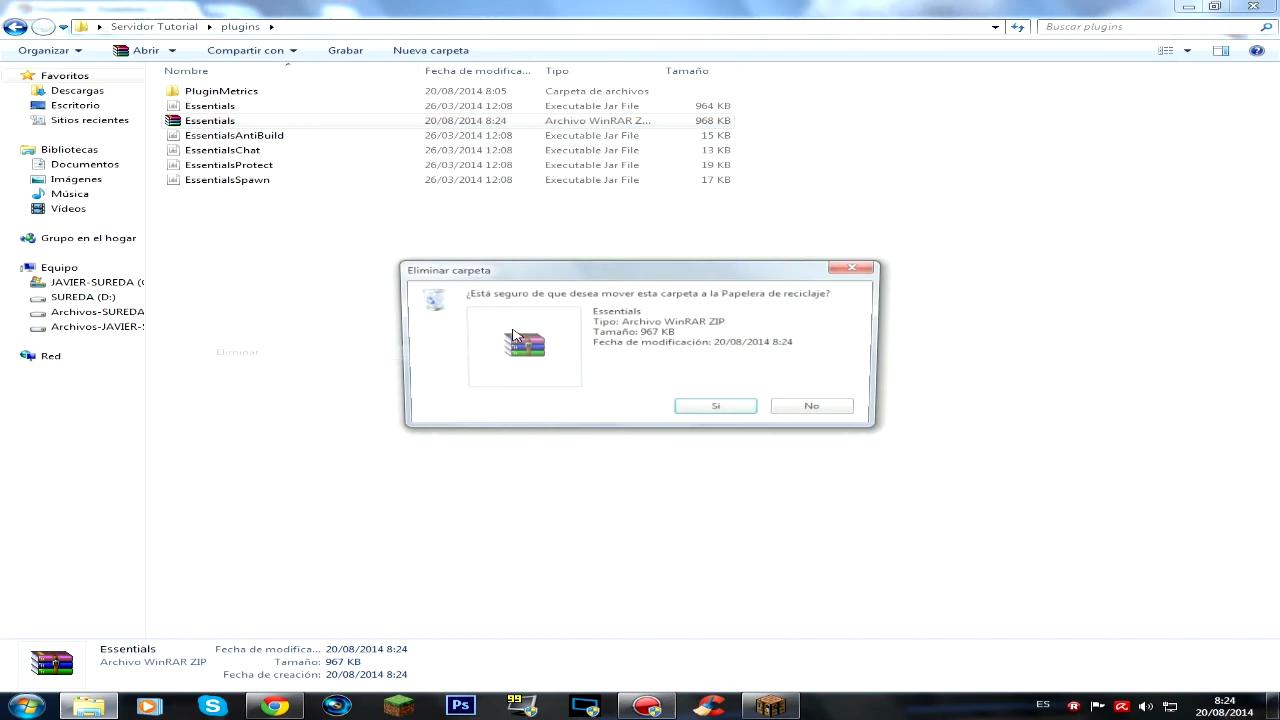 Servidor Tutorial
plugins
Buscar plugins
Organizar
Abrir
Compartir con
Grabar
Nueva carpeta
Nombre
Fecha de modifica...
Tipo
Tamaño
PluginMetrics 20/08/2014 8:05 Carpeta de archivos
Essentials 26/03/2014 12:08 Executable Jar File 964 KB
Essentials 20/08/2014 8:24 Archivo WinRAR Z... 968 KB
EssentialsAntiBuild 26/03/2014 12:08 Executable Jar File 15 KB
EssentialsChat 26/03/2014 12:08 Executable Jar File 13 KB
EssentialsProtect 26/03/2014 12:08 Executable Jar File 19 KB
EssentialsSpawn 26/03/2014 12:08 Executable Jar File 17 KB
Favoritos
Descargas
Escritorio
Sitios recientes
Bibliotecas
Documentos
Imágenes
Música
Vídeos
Grupo en el hogar
Equipo
JAVIER-SUREDA (
SUREDA (D:)
Archivos-SUREDA
Archivos-JAVIER-S
Red
Eliminar
Eliminar carpeta
¿Está seguro de que desea mover esta carpeta a la Papelera de reciclaje?
Essentials
Tipo: Archivo WinRAR ZIP
Tamaño: 967 KB
Fecha de modificación: 20/08/2014 8:24
Sí
No
Essentials
Archivo WinRAR ZIP
Fecha de modifica... 20/08/2014 8:24
Tamaño: 967 KB
Fecha de creación: 20/08/2014 8:24
Ps
99
ES
8:24
20/08/2014